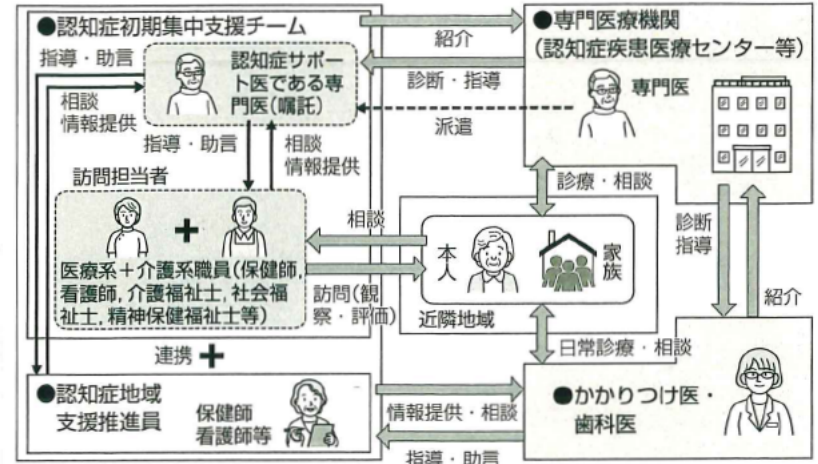 ●認知症初期集中支援チーム
指導・助言
認知症サポー
ト医である専
門医(嘱託)
相談
情報提供
指導・助言
相談
情報提供
訪問担当者
医療系＋介護系職員(保健師,
看護師, 介護福祉士, 社会福
祉士, 精神保健福祉士等)
連携
●認知症地域
支援推進員
保健師
看護師等
紹介
診断・指導
派遣
●専門医療機関
(認知症疾患医療センター等)
専門医
診療・相談
相談
訪問(観
察・評価)
本人
家族
近隣地域
診断
指導
紹介
日常診療・相談
情報提供・相談
指導・助言
●かかりつけ医・
歯科医